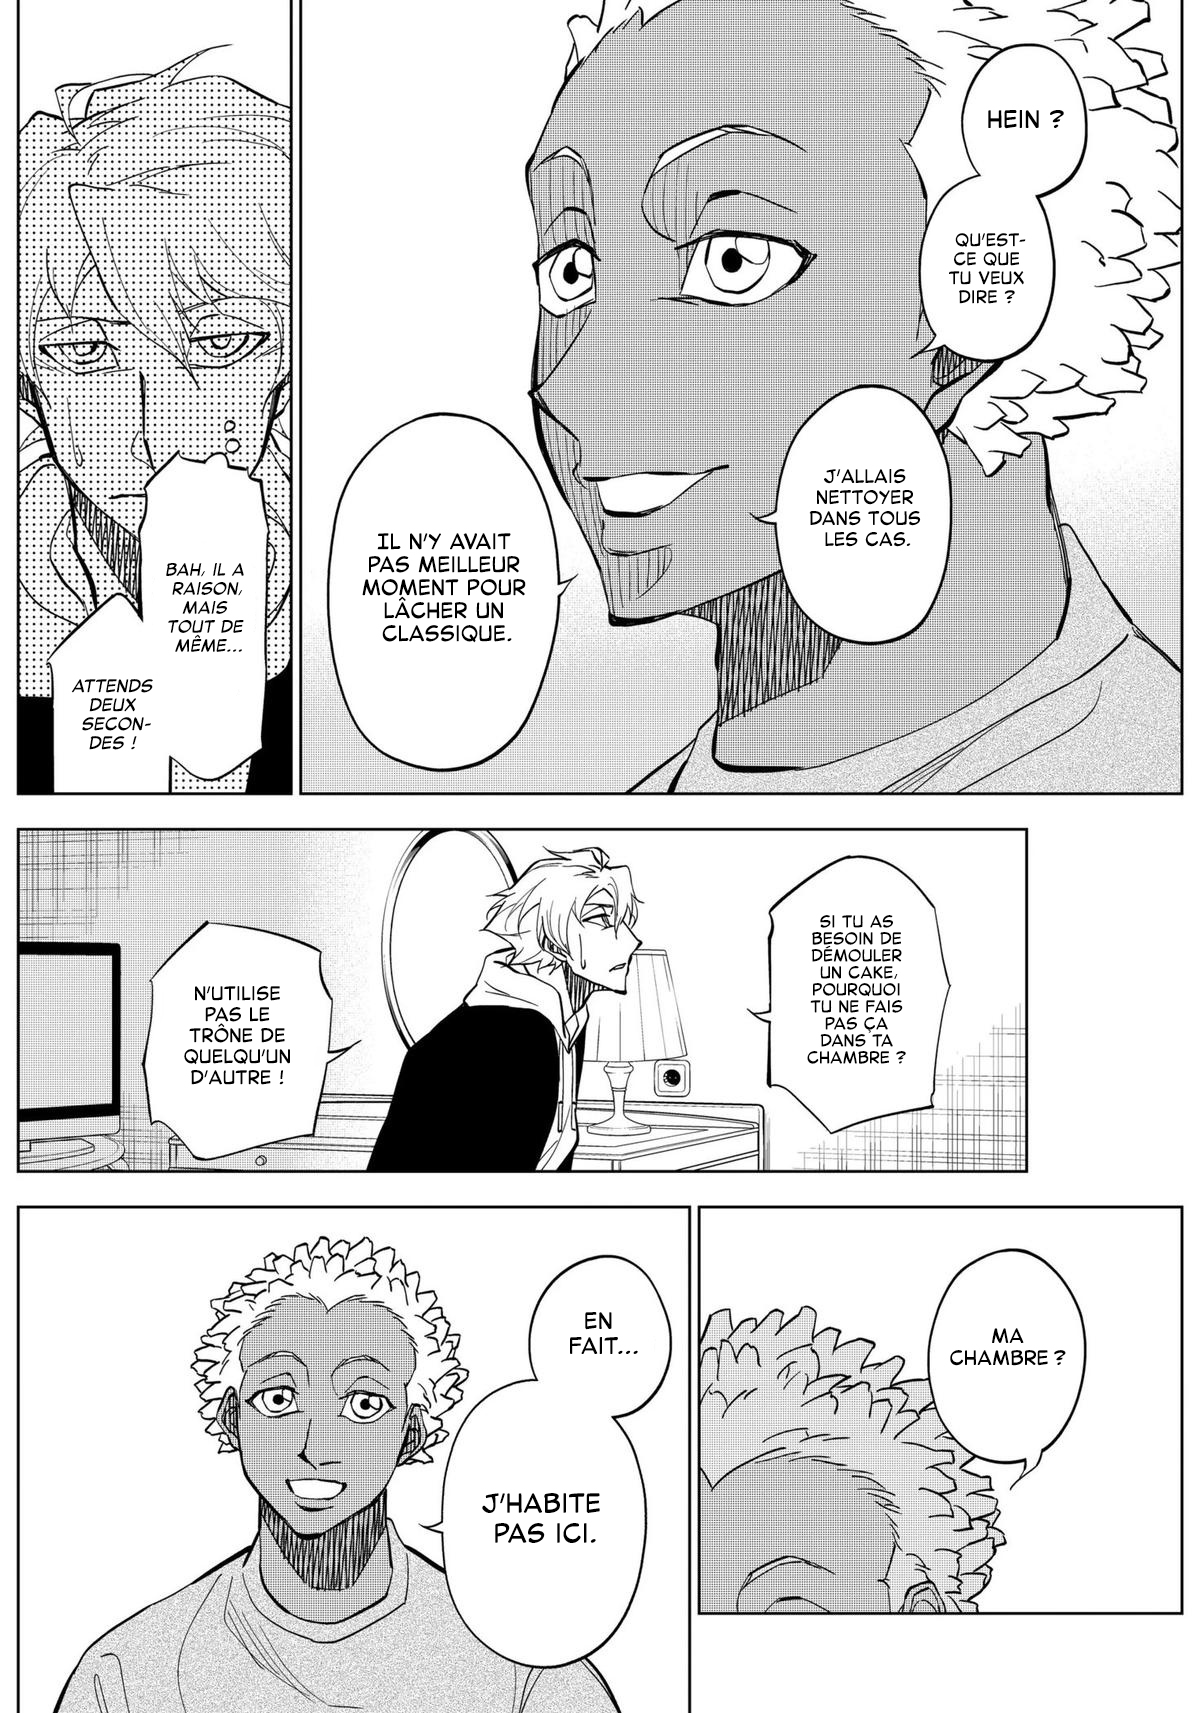 HEIN ?
QU'EST-
CE QUE
TU VEUX
DIRE ?
J'ALLAIS
NETTOYER
DANS TOUS
LES CAS.
IL N'Y AVAIT
PAS MEILLEUR
MOMENT POUR
LÂCHER UN
CLASSIQUE.
BAH, IL A
RAISON,
MAIS
TOUT DE
MÊME...
ATTENDS
DEUX
SECON-
DES !
SI TU AS
BESOIN DE
DÉMOULER
UN CAKE,
POURQUOI
TU NE FAIS
PAS ÇA
DANS TA
CHAMBRE ?
N'UTILISE
PAS LE
TRÔNE DE
QUELQU'UN
D'AUTRE !
MA
CHAMBRE ?
EN
FAIT...
J'HABITE
PAS ICI.